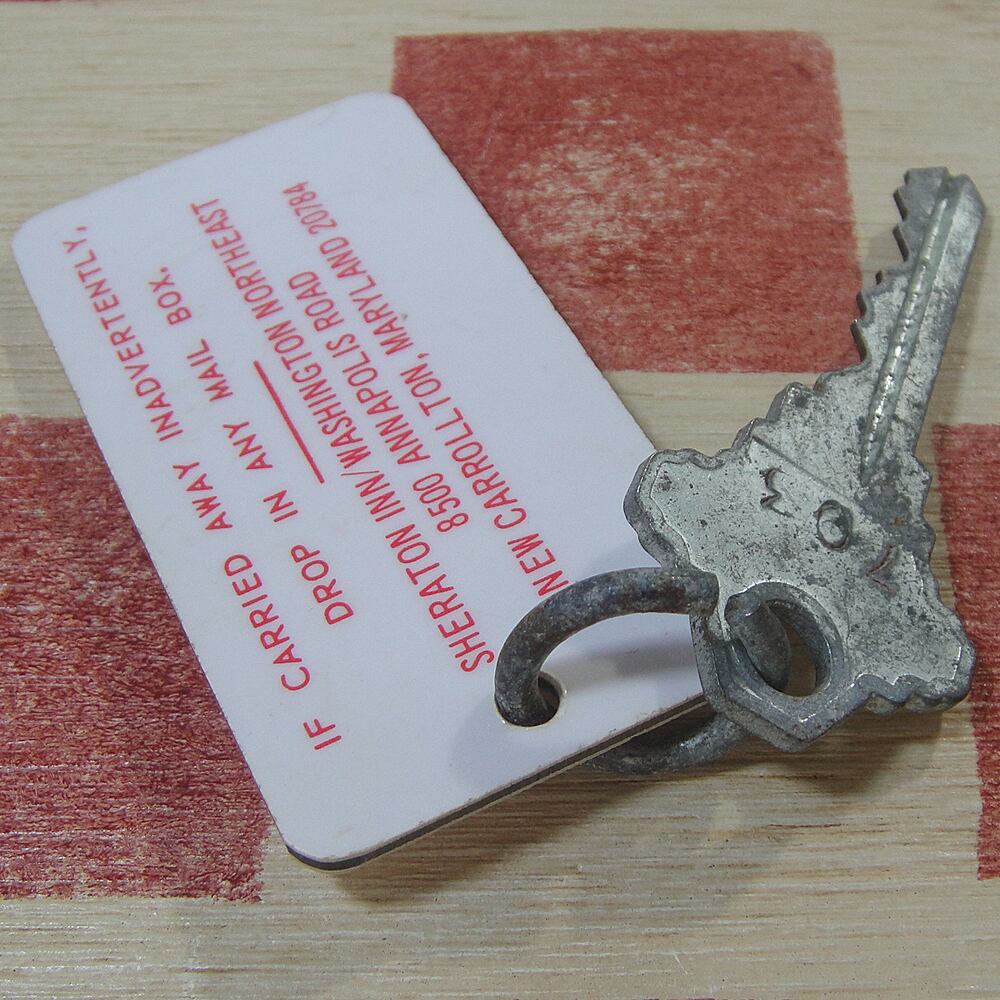 IF CARRIED AWAY INADVERTENTLY,
DROP IN ANY MAIL BOX.
SHERATON INN/WASHINGTON NORTHEAST
8500 ANNAPOLIS ROAD
NEW CARROLLTON, MARYLAND 20784